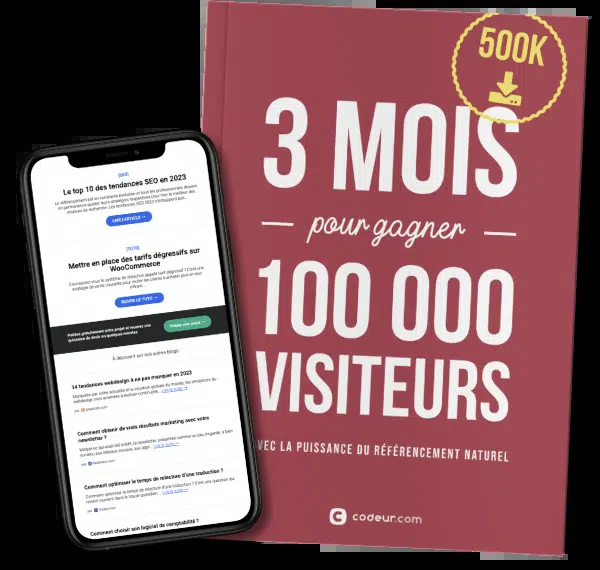 500K
3 MOIS
pour gagner
100 000
VISITEURS
VEC LA PUISSANCE DU RÉFÉRENCEMENT NATUREL
codeur.com
[SEO]
Le top 10 des tendances SEO en 2023
LIRE L'ARTICLE →
[TUTO]
Mettre en place des tarifs dégressifs sur
WooCommerce
SUIVRE LE TUTO →
Publiez gratuitement votre projet et recevez une
quinzaine de devis en quelques minutes
Publier mon projet →
À découvrir sur nos autres blogs
14 tendances webdesign à ne pas manquer en 2023
Lire la suite →
Comment obtenir de vrais résultats marketing avec votre
newsletter ?
Lire la suite →
Comment optimiser le temps de relecture d'une traduction ?
Lire la suite →
Comment choisir son logiciel de comptabilité ?